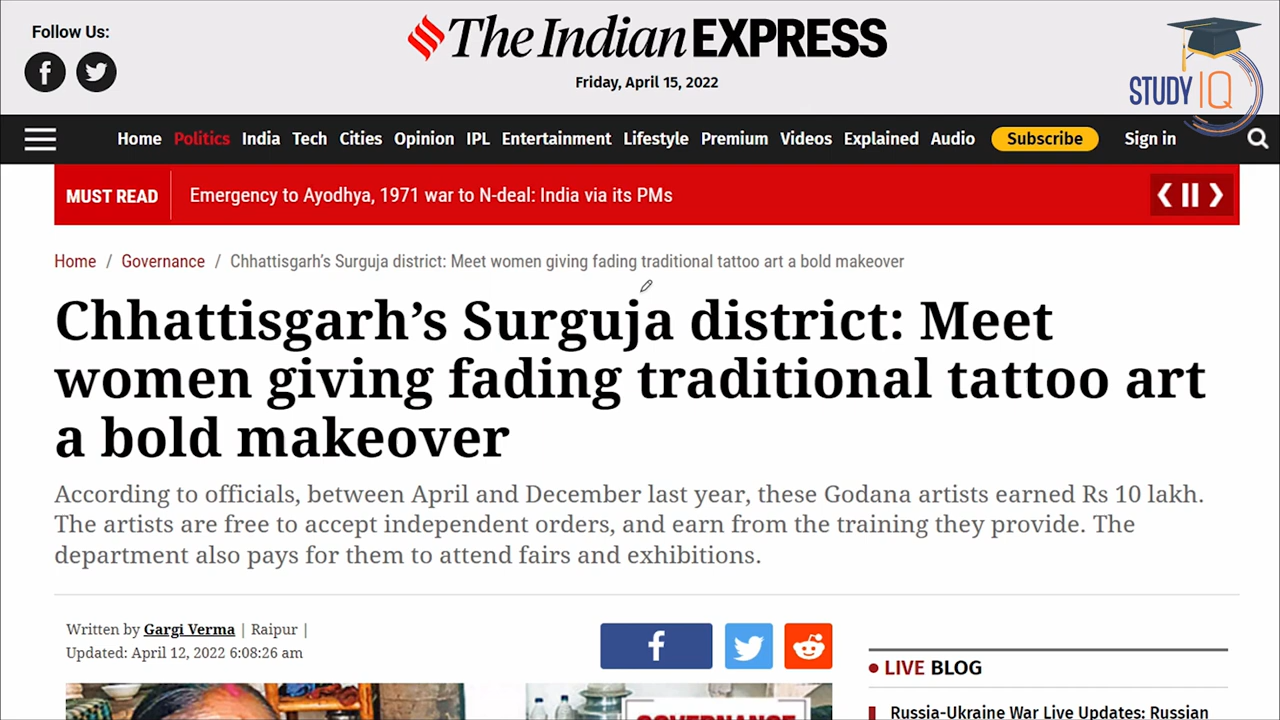 Follow Us:
The Indian EXPRESS
Friday, April 15, 2022
STUDY IQ
Home Politics India Tech Cities Opinion IPL Entertainment Lifestyle Premium Videos Explained Audio Subscribe Sign in
MUST READ Emergency to Ayodhya, 1971 war to N-deal: India via its PMs
Home / Governance / Chhattisgarh's Surguja district: Meet women giving fading traditional tattoo art a bold makeover
Chhattisgarh's Surguja district: Meet
women giving fading traditional tattoo art
a bold makeover
According to officials, between April and December last year, these Godana artists earned Rs 10 lakh.
The artists are free to accept independent orders, and earn from the training they provide. The
department also pays for them to attend fairs and exhibitions.
Written by Gargi Verma | Raipur |
Updated: April 12, 2022 6:08:26 am
LIVE BLOG
Russia-Ukraine War Live Updates: Russian
GOVERNANCE